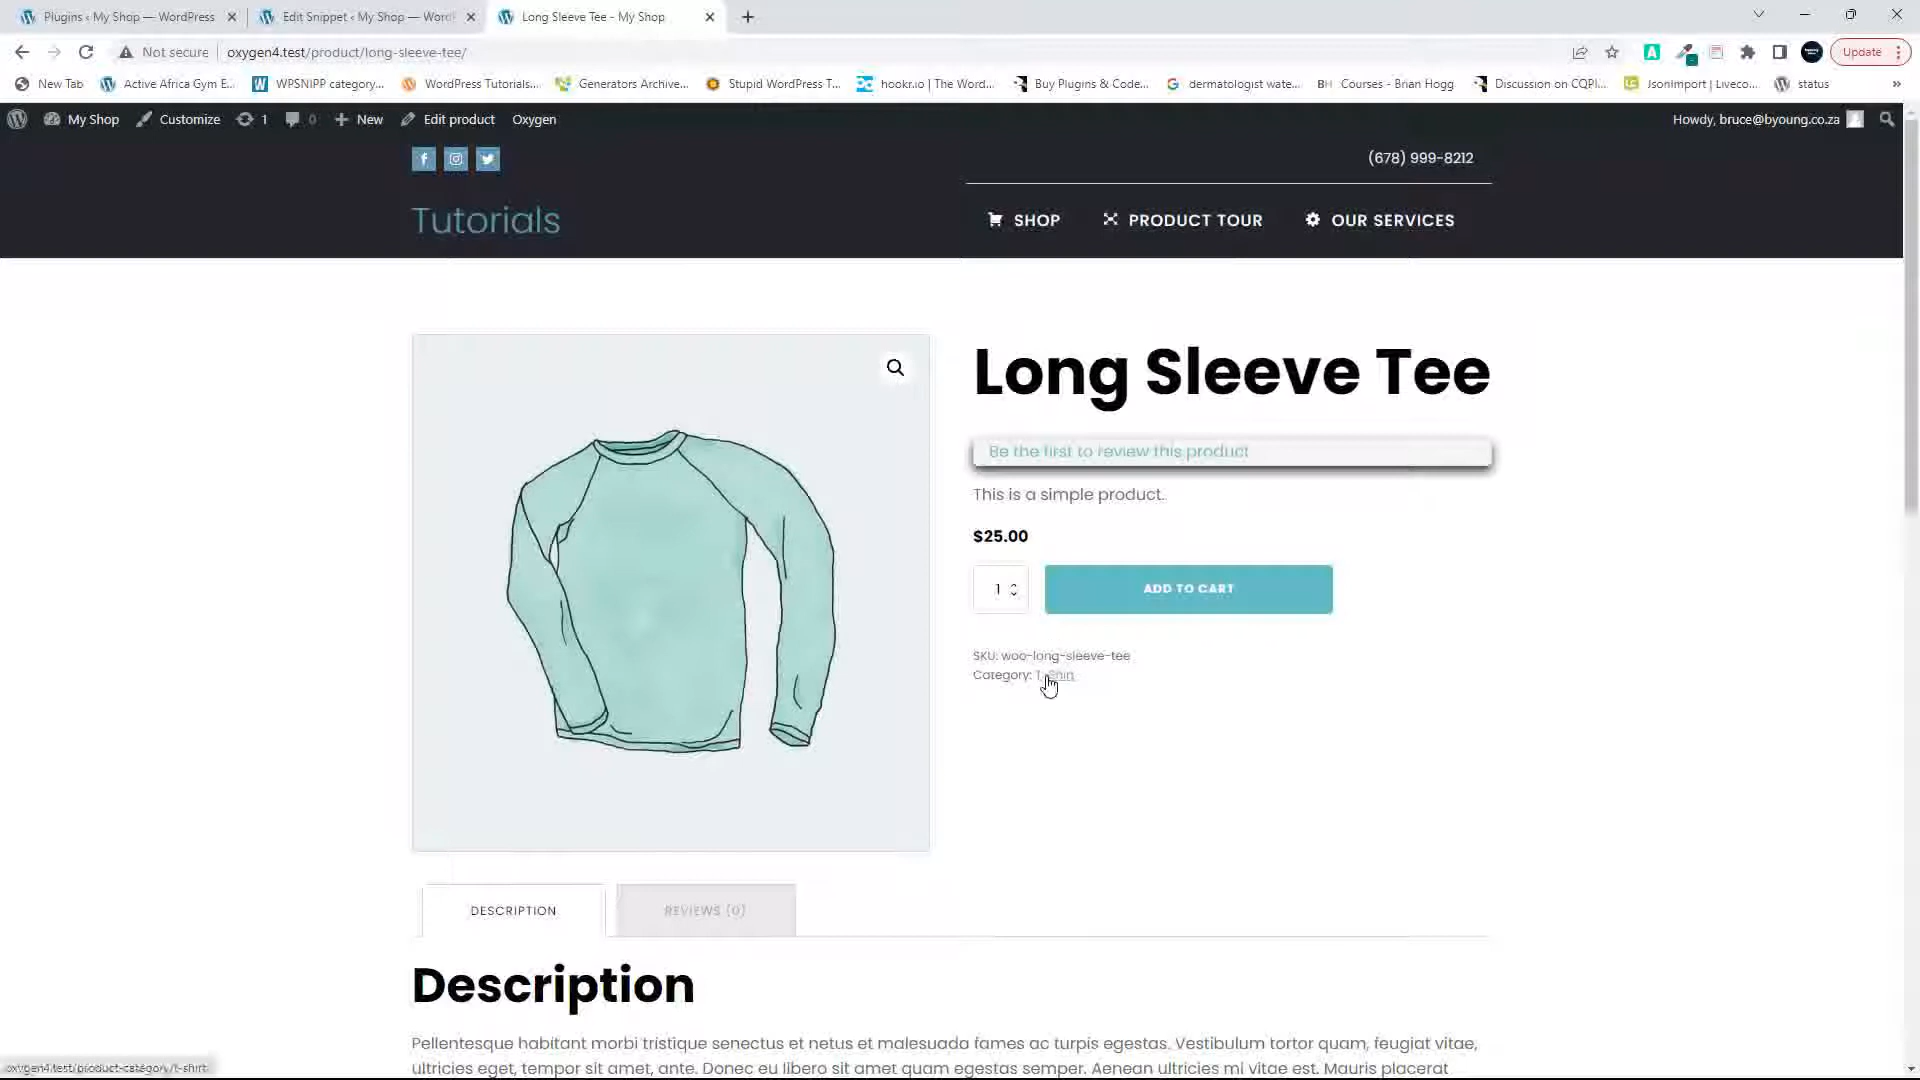 Plugins ‹ My Shop — WordPress
Edit Snippet ‹ My Shop — Word
Long Sleeve Tee - My Shop
Not secure
oxygen4.test/product/long-sleeve-tee/
Update
New Tab
Active Africa Gym E...
WPSNIPP category...
WordPress Tutorials...
Generators Archive...
Stupid WordPress T...
hookr.io | The Word...
Buy Plugins & Code...
dermatologist wate...
BH Courses - Brian Hogg
Discussion on CQPI...
Jsonimport | Liveco...
status
My Shop
Customize
1
0
New
Edit product
Oxygen
Howdy, bruce@byoung.co.za
(678) 999-8212
Tutorials
SHOP
PRODUCT TOUR
OUR SERVICES
Long Sleeve Tee
Be the first to review this product
This is a simple product.
$25.00
1
ADD TO CART
SKU: woo-long-sleeve-tee
Category:
DESCRIPTION
REVIEWS (0)
Description
Pellentesque habitant morbi tristique senectus et netus et malesuada fames ac turpis egestas. Vestibulum tortor quam, feugiat vitae,
ultricies eget, tempor sit amet, ante. Donec eu libero sit amet quam egestas semper. Aenean ultricies mi vitae est. Mauris placerat
oxygen4.test/product-category/t-shirt